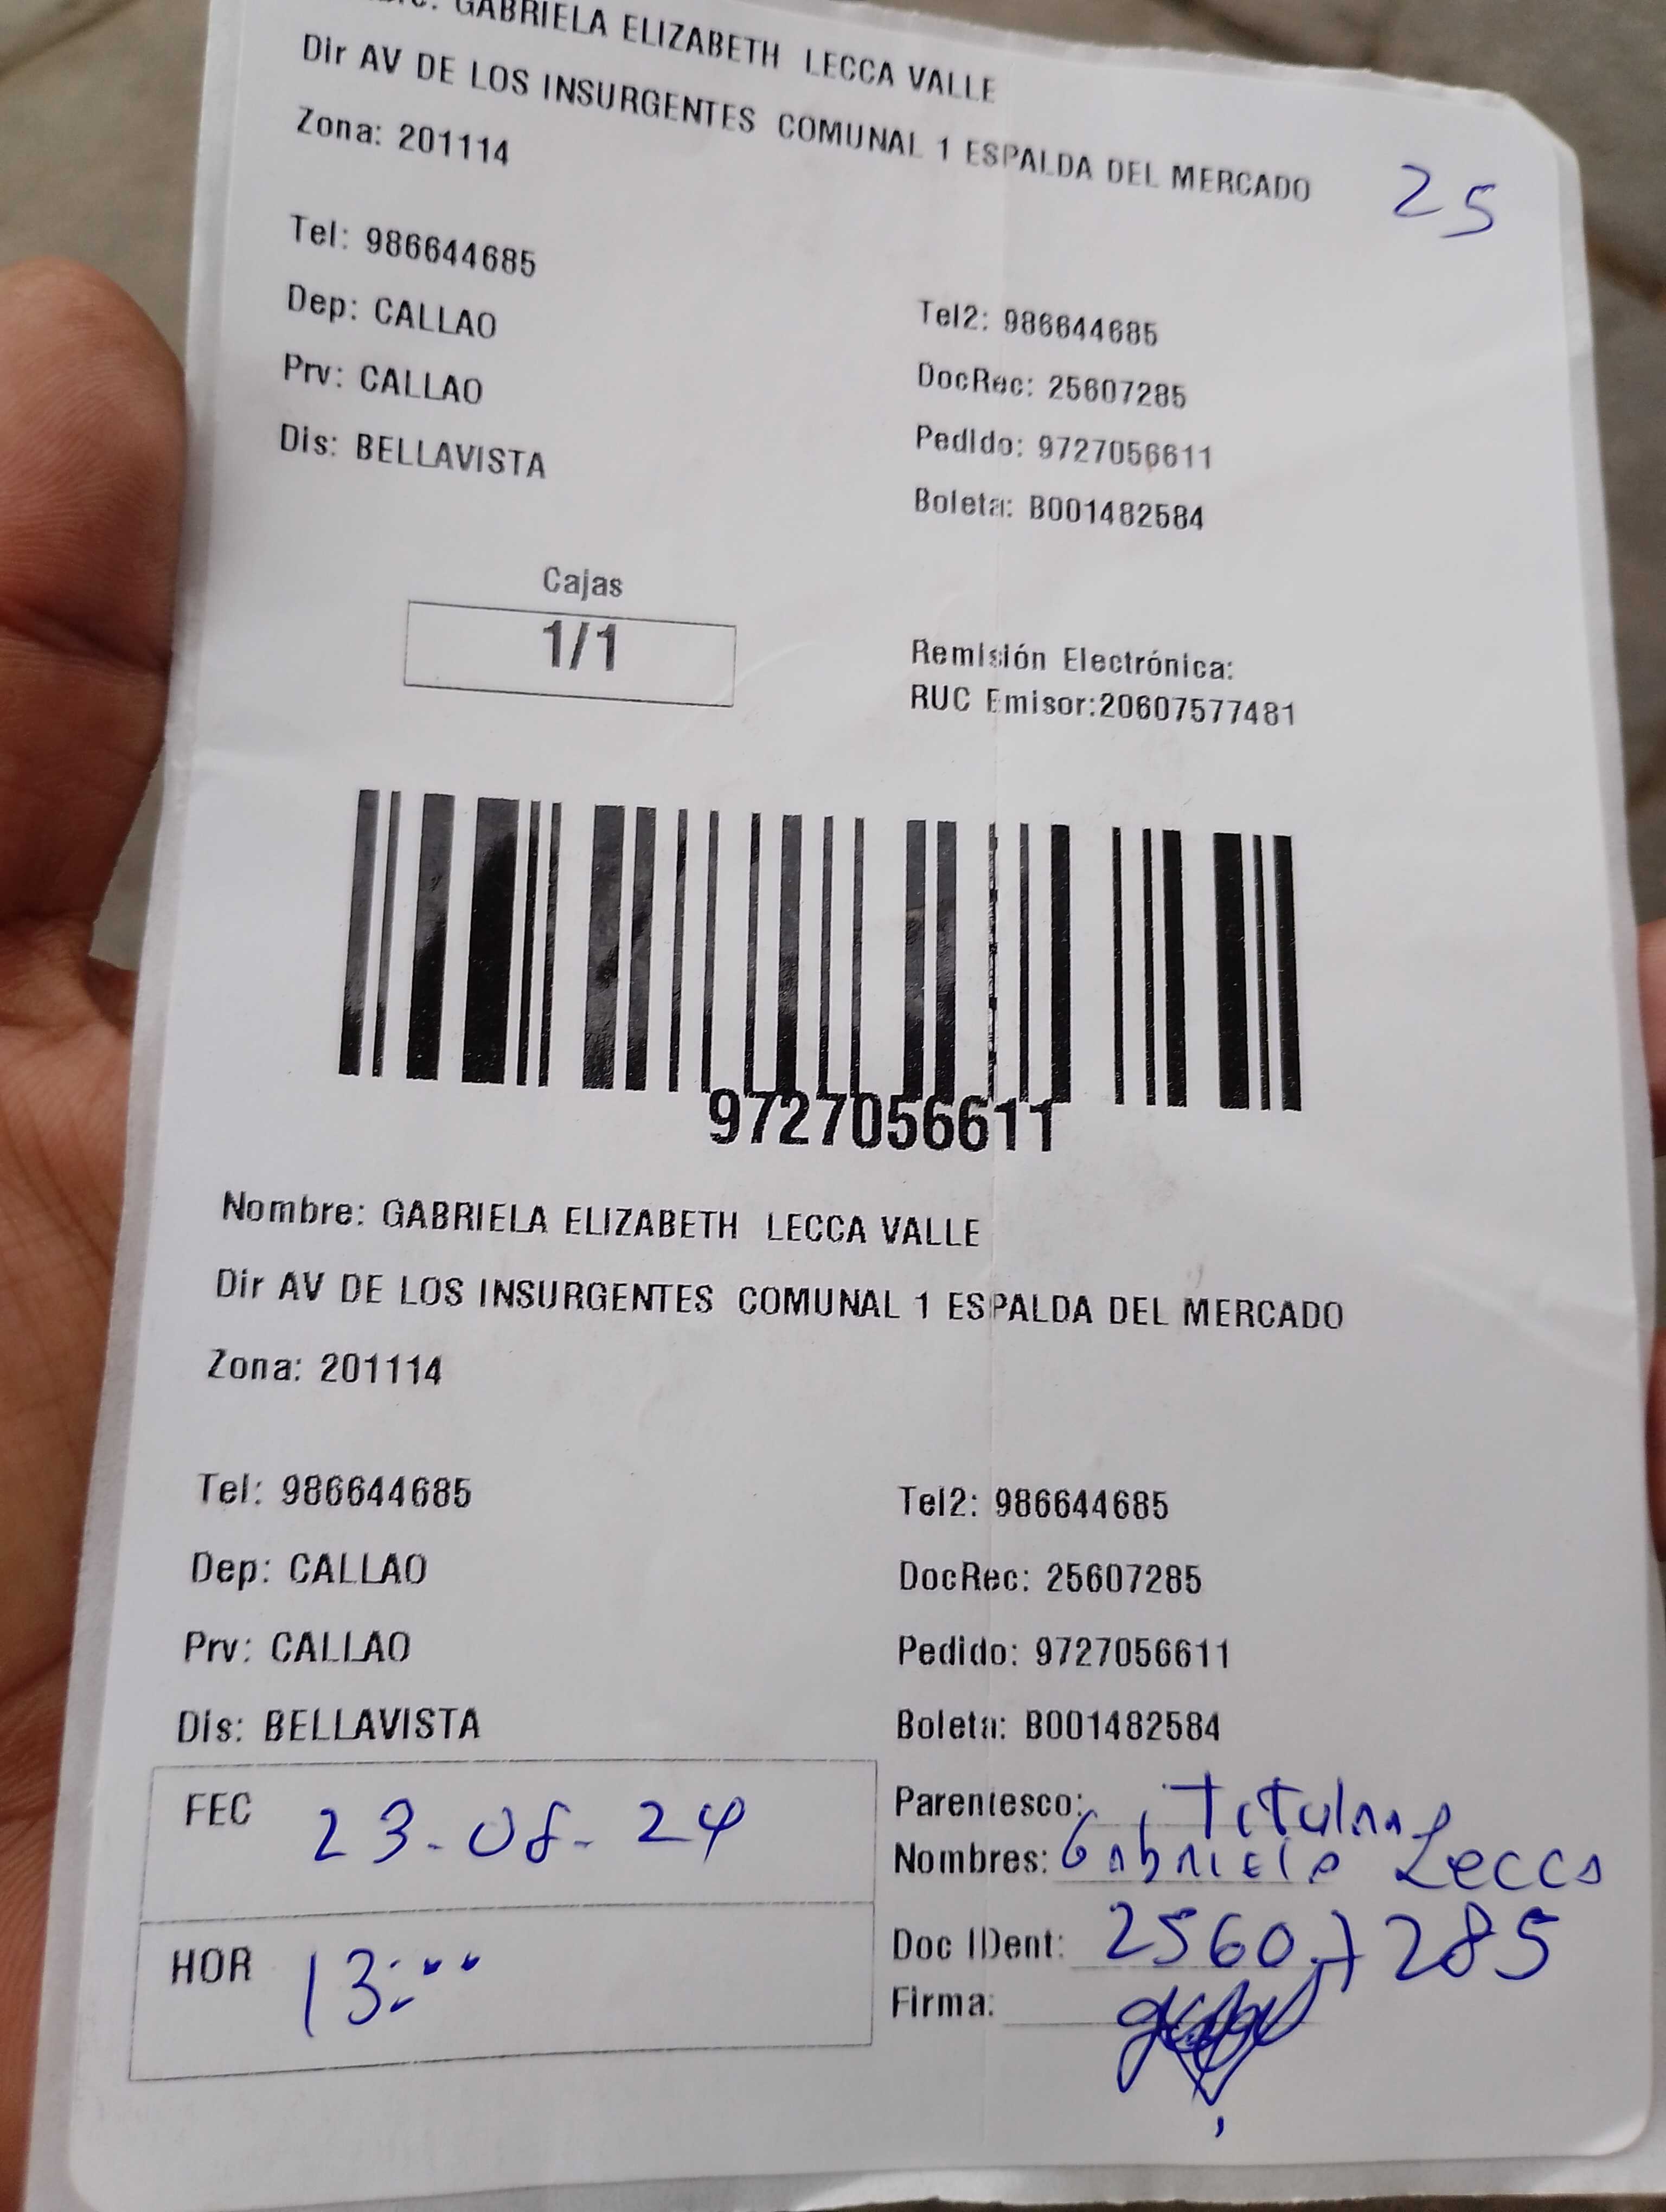 GABRIELA ELIZABETH LECCA VALLE
Dir AV DE LOS INSURGENTES COMUNAL 1 ESPALDA DEL MERCADO
25
Zona: 201114
Tel: 986644685
Tel2: 986644685
Dep: CALLAO
DocRec: 25607285
Prv: CALLAO
Pedido: 9727056611
Dis: BELLAVISTA
Boleta: B001482584
Cajas
1/1
Remisión Electrónica:
RUC Emisor:20607577481
9727056611
Nombre: GABRIELA ELIZABETH LECCA VALLE
Dir AV DE LOS INSURGENTES COMUNAL 1 ESPALDA DEL MERCADO
Zona: 201114
Tel: 986644685
Tel2: 986644685
Dep: CALLAO
DocRec: 25607285
Prv: CALLAO
Pedido: 9727056611
Dis: BELLAVISTA
Boleta: B001482584
FEC 23-08-24
Parentesco: Titular
Nombres: Gabriela Lecca
HOR 13:00
Doc IDent: 25607285
Firma: